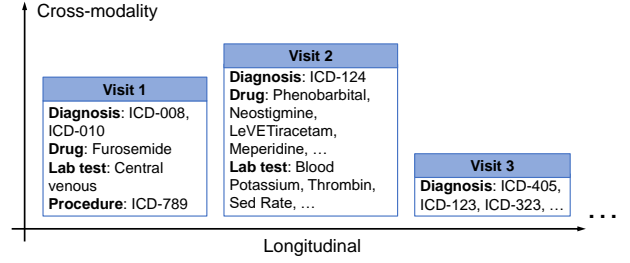 Cross-modality
Visit 1
Diagnosis: ICD-008,
ICD-010
Drug: Furosemide
Lab test: Central
venous
Procedure: ICD-789
Visit 2
Diagnosis: ICD-124
Drug: Phenobarbital,
Neostigmine,
LeVETiracetam,
Meperidine, ...
Lab test: Blood
Potassium, Thrombin,
Sed Rate, ...
Visit 3
Diagnosis: ICD-405,
ICD-123, ICD-323, ...
...
Longitudinal